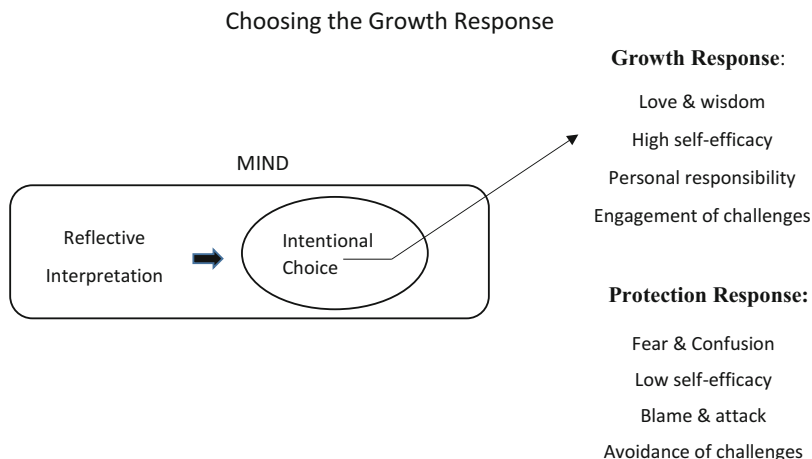 Choosing the Growth Response
MIND
Reflective
Interpretation
Intentional
Choice
Growth Response:
Love & wisdom
High self-efficacy
Personal responsibility
Engagement of challenges
Protection Response:
Fear & Confusion
Low self-efficacy
Blame & attack
Avoidance of challenges